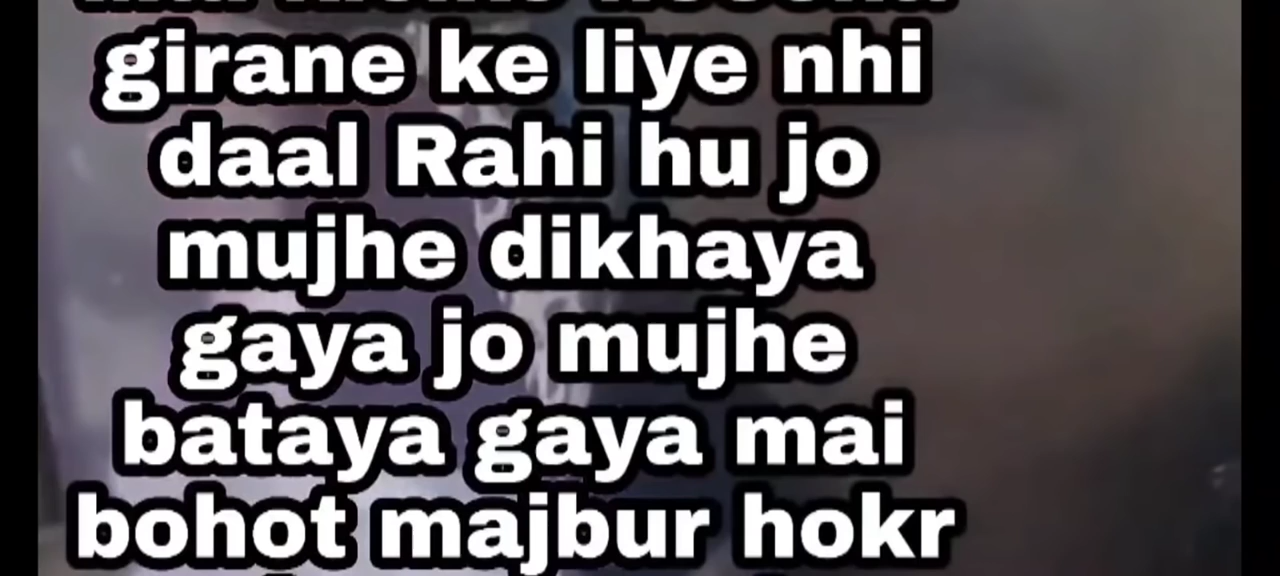 girane ke liye nhi
daal Rahi hu jo
mujhe dikhaya
gaya jo mujhe
bataya gaya mai
bohot majbur hokr